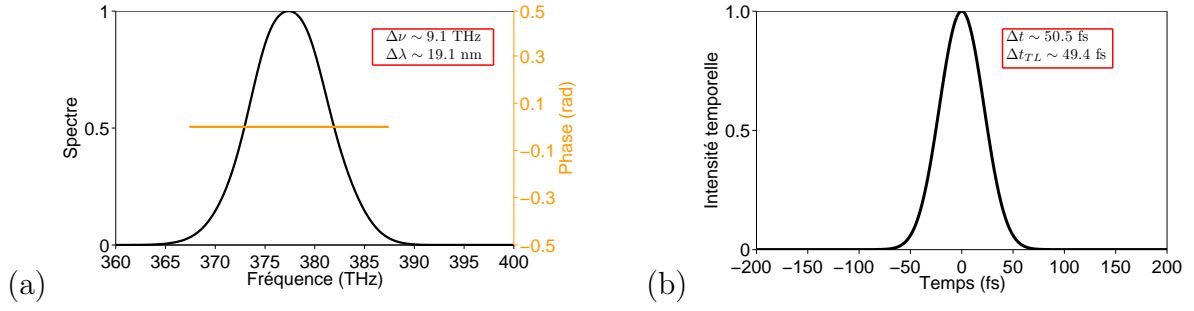 1
0.5
0
Spectre
360 365 370 375 380 385 390 395 400
Fréquence (THz)
0.5
0.3
0.1
−0.1
−0.3
−0.5
Phase (rad)
Δν ∼ 9.1 THz
Δλ ∼ 19.1 nm
(a)
1.0
0.5
0
Intensité temporelle
−200 −150 −100 −50 0 50 100 150 200
Temps (fs)
Δt ∼ 50.5 fs
Δt_{TL} ∼ 49.4 fs
(b)